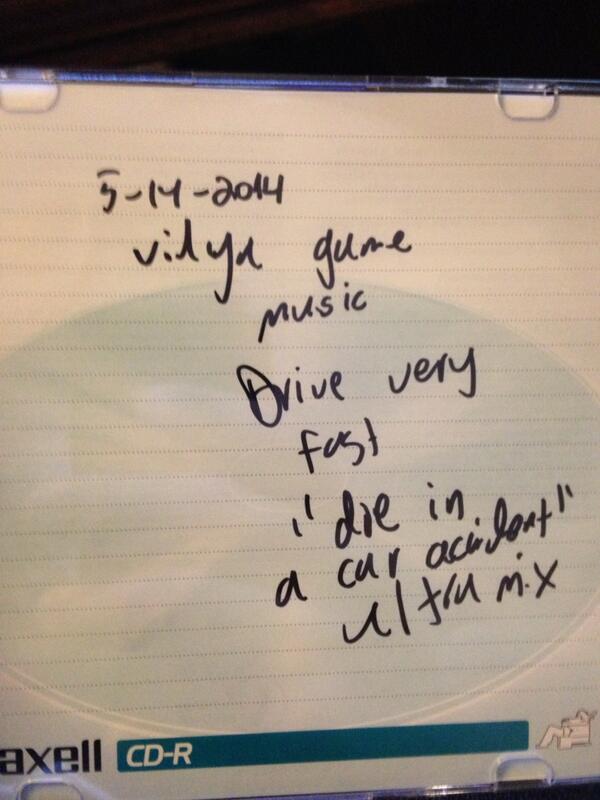 5-14-2014
vidya game
music
Drive very
fast
"die in
a car accident"
ultra mix
axell CD-R